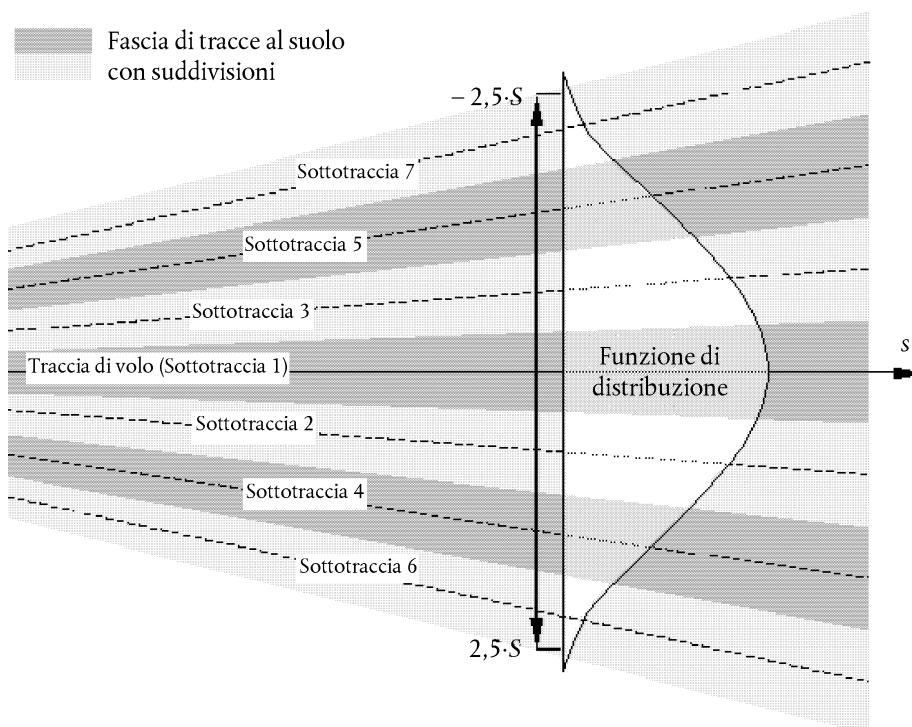 Fascia di tracce al suolo
con suddivisioni
– 2,5·S
Sottotraccia 7
Sottotraccia 5
Sottotraccia 3
s
Traccia di volo (Sottotraccia 1)
Funzione di
distribuzione
Sottotraccia 2
Sottotraccia 4
Sottotraccia 6
2,5·S